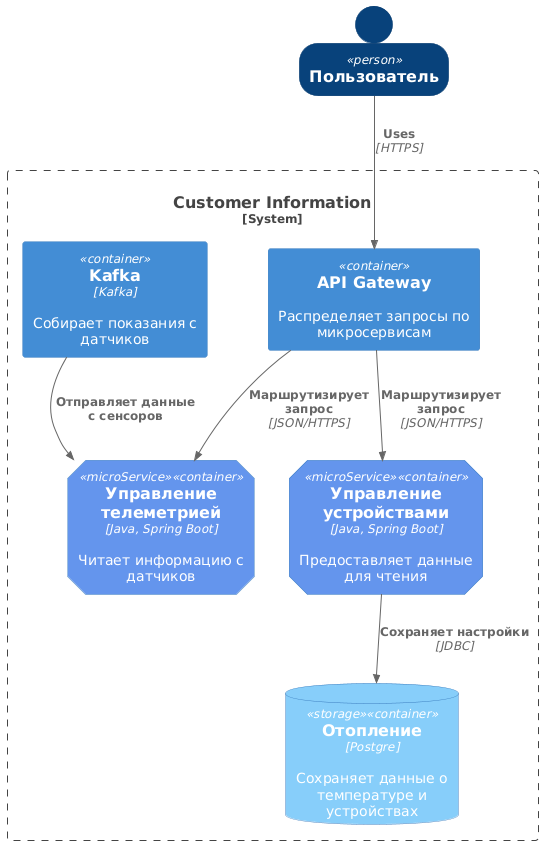 «person»
Пользователь
Uses
[HTTPS]
Customer Information
[System]
«container»
Kafka
[Kafka]
Собирает показания с
датчиков
«container»
API Gateway
Распределяет запросы по
микросервисам
Отправляет данные
с сенсоров
Маршрутизирует
запрос
[JSON/HTTPS]
Маршрутизирует
запрос
[JSON/HTTPS]
«microService»«container»
Управление
телеметрией
[Java, Spring Boot]
Читает информацию с
датчиков
«microService»«container»
Управление
устройствами
[Java, Spring Boot]
Предоставляет данные
для чтения
Сохраняет настройки
[JDBC]
«storage»«container»
Отопление
[Postgre]
Сохраняет данные о
температуре и
устройствах